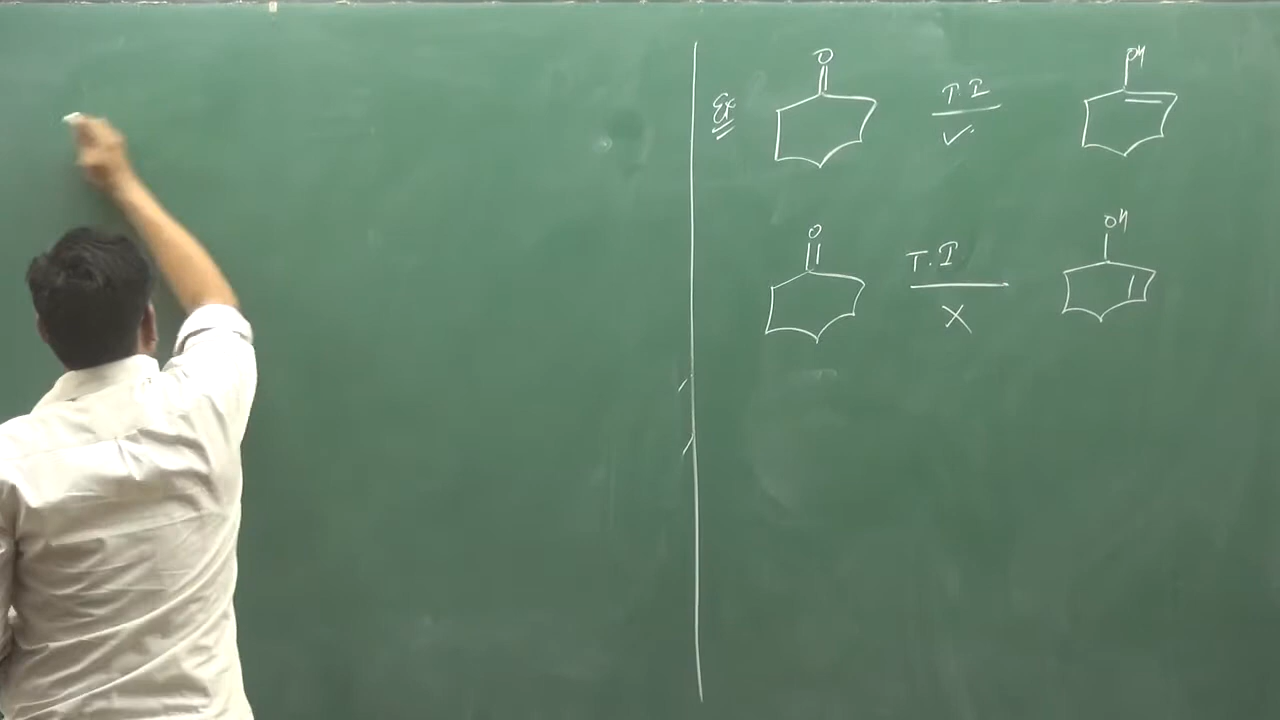 Ex O T.I ✓. OH
O T.I X OH